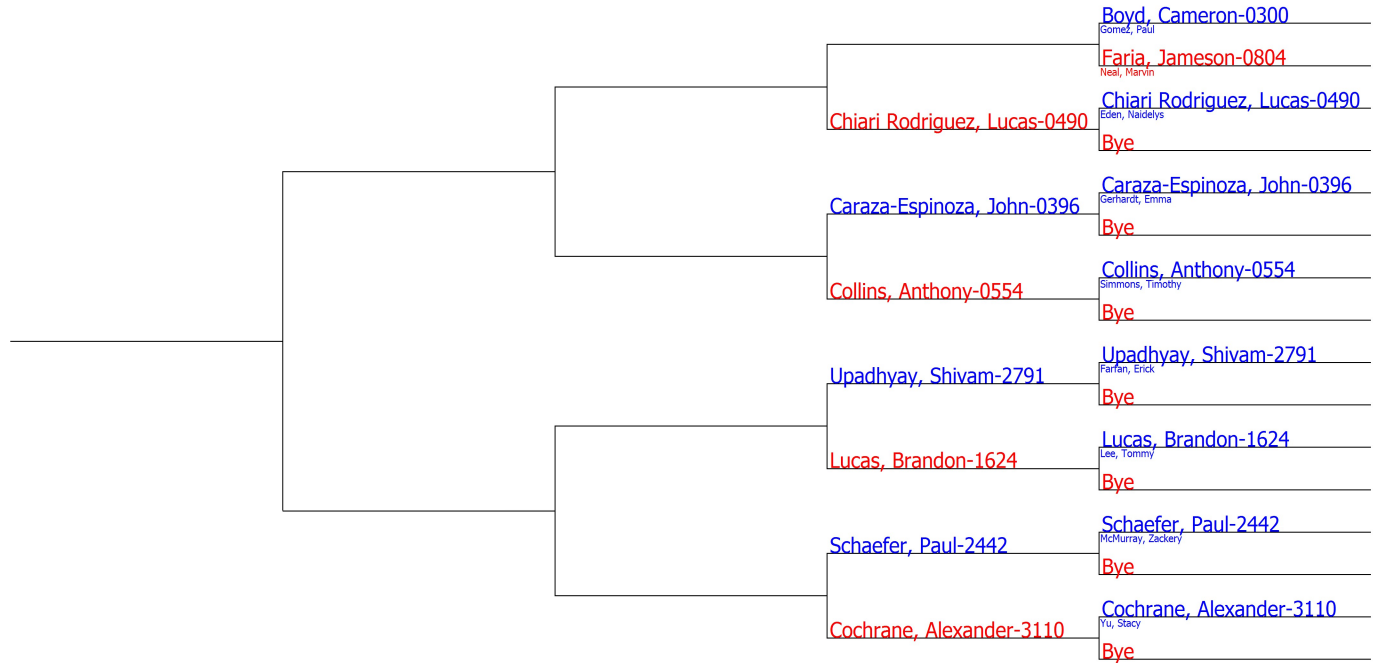 Boyd, Cameron-0300
Gomez, Paul
Faria, Jameson-0804
Neal, Marvin
Chiari Rodriguez, Lucas-0490
Eden, Naidelys
Chiari Rodriguez, Lucas-0490
Bye
Caraza-Espinoza, John-0396
Gerhardt, Emma
Caraza-Espinoza, John-0396
Bye
Collins, Anthony-0554
Simmons, Timothy
Collins, Anthony-0554
Bye
Upadhyay, Shivam-2791
Farfan, Erick
Upadhyay, Shivam-2791
Bye
Lucas, Brandon-1624
Lee, Tommy
Lucas, Brandon-1624
Bye
Schaefer, Paul-2442
McMurray, Zackery
Schaefer, Paul-2442
Bye
Cochrane, Alexander-3110
Yu, Stacy
Cochrane, Alexander-3110
Bye